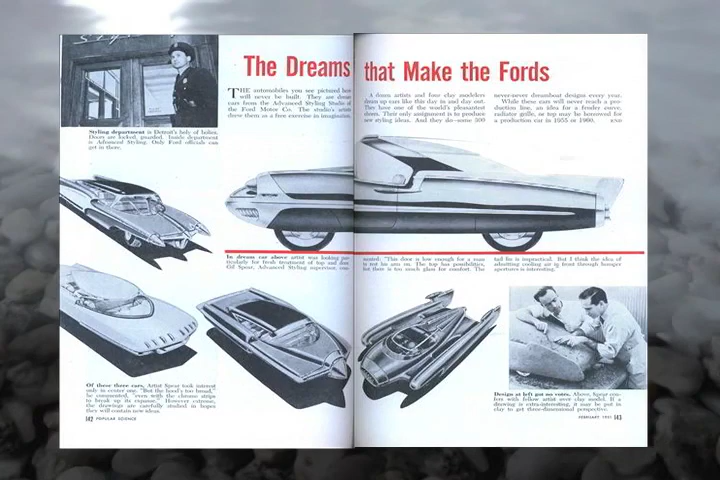 The Dreams that Make the Fords
THE automobiles you see pictured here
will never be built. They are dream
cars from the Advanced Styling Studio of
the Ford Motor Co. The studio's artists
drew them as a free exercise in imagination.
A dozen artists and four clay modelers
dream up cars like this day in and day out.
They have one of the world's pleasantest
chores. Their only assignment is to produce
new styling ideas. And they do—some 500
never-never dreamboat designs every year.
While these cars will never reach a pro-
duction line, an idea for a fender curve,
radiator grille, or top may be borrowed for
a production car in 1955 or 1960.
Styling department is Detroit's holy of holies.
Doors are locked, guarded. Inside department
is Advanced Styling. Only Ford officials can
get in there.
In dream car above artist was looking par-
ticularly for fresh treatment of top and door.
Gil Spear, Advanced Styling supervisor, com-
mented: "This door is low enough for a man
to rest his arm on. The top has possibilities,
but there is too much glass for comfort. The
tail fin is impractical. But I think the idea of
admitting cooling air in front through bumper
apertures is interesting."
Of these three cars, Artist Spear took interest
only in center one. "But the hood's too broad,"
he commented, "even with the chrome strips
to break up its expanse." However extreme,
the drawings are carefully studied in hopes
they will contain new ideas.
Design at left got no votes. Above, Spear con-
fers with fellow artist over clay model. If a
drawing is extra-interesting, it may be put in
clay to get three-dimensional perspective.
142 POPULAR SCIENCE
FEBRUARY 1951 143